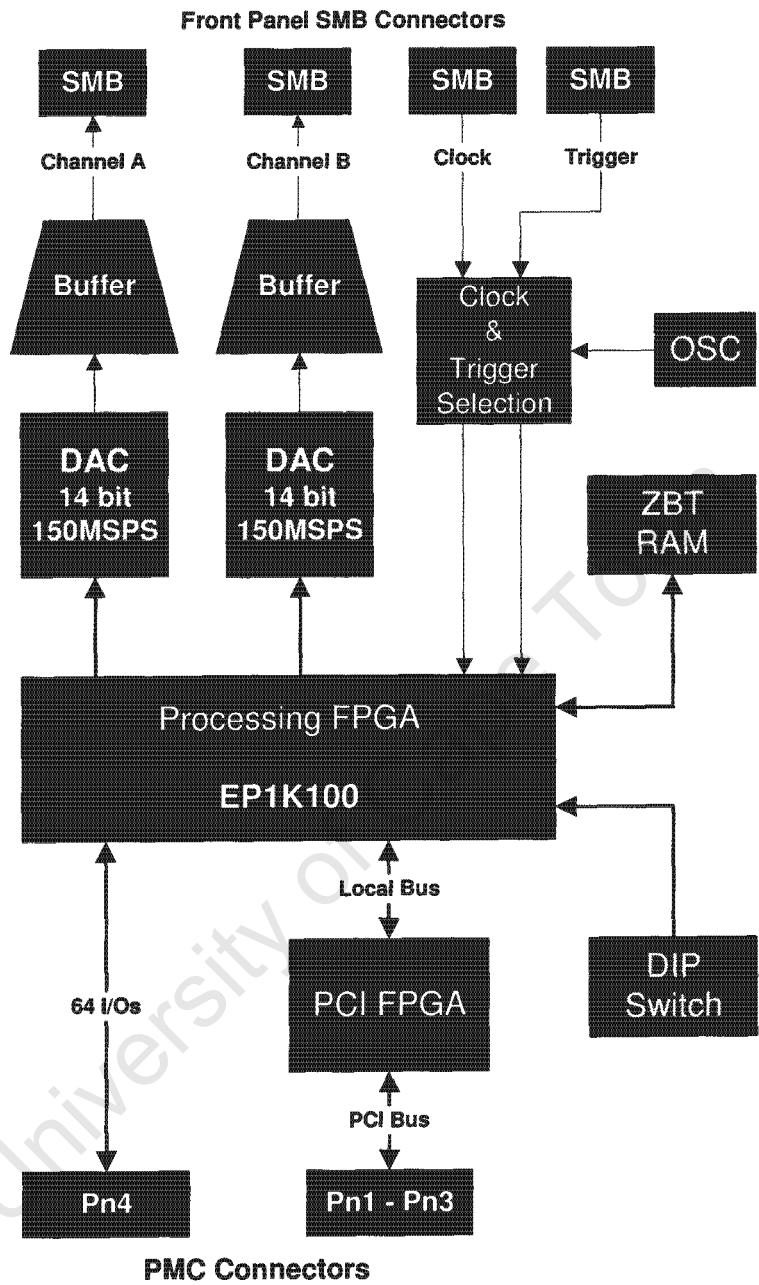 Front Panel SMB Connectors
SMB SMB SMB SMB
Channel A Channel B Clock Trigger
Buffer Buffer
Clock
&
Trigger
Selection
OSC
DAC
14 bit
150MSPS
DAC
14 bit
150MSPS
ZBT
RAM
Processing FPGA
EP1K100
Local Bus
64 I/Os
PCI FPGA
DIP
Switch
PCI Bus
Pn4
Pn1 - Pn3
PMC Connectors
University of